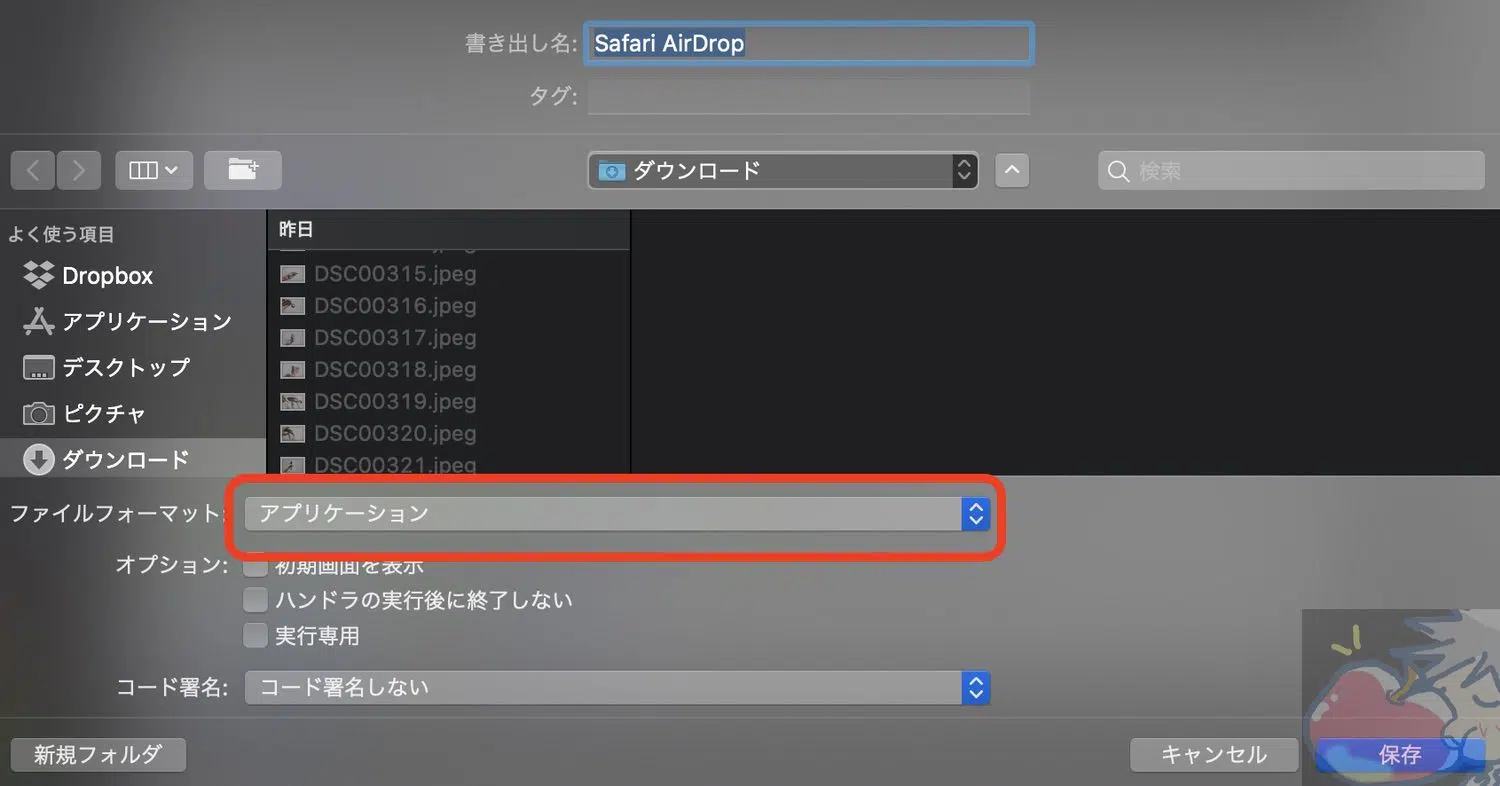 書き出し名: Safari AirDrop
タグ:
ダウンロード
検索
よく使う項目
Dropbox
アプリケーション
デスクトップ
ピクチャ
ダウンロード
昨日
DSC00315.jpeg
DSC00316.jpeg
DSC00317.jpeg
DSC00318.jpeg
DSC00319.jpeg
DSC00320.jpeg
DSC00321.jpeg
ファイルフォーマット: アプリケーション
オプション: 初期画面を表示
ハンドラの実行後に終了しない
実行専用
コード署名: コード署名しない
新規フォルダ
キャンセル
保存